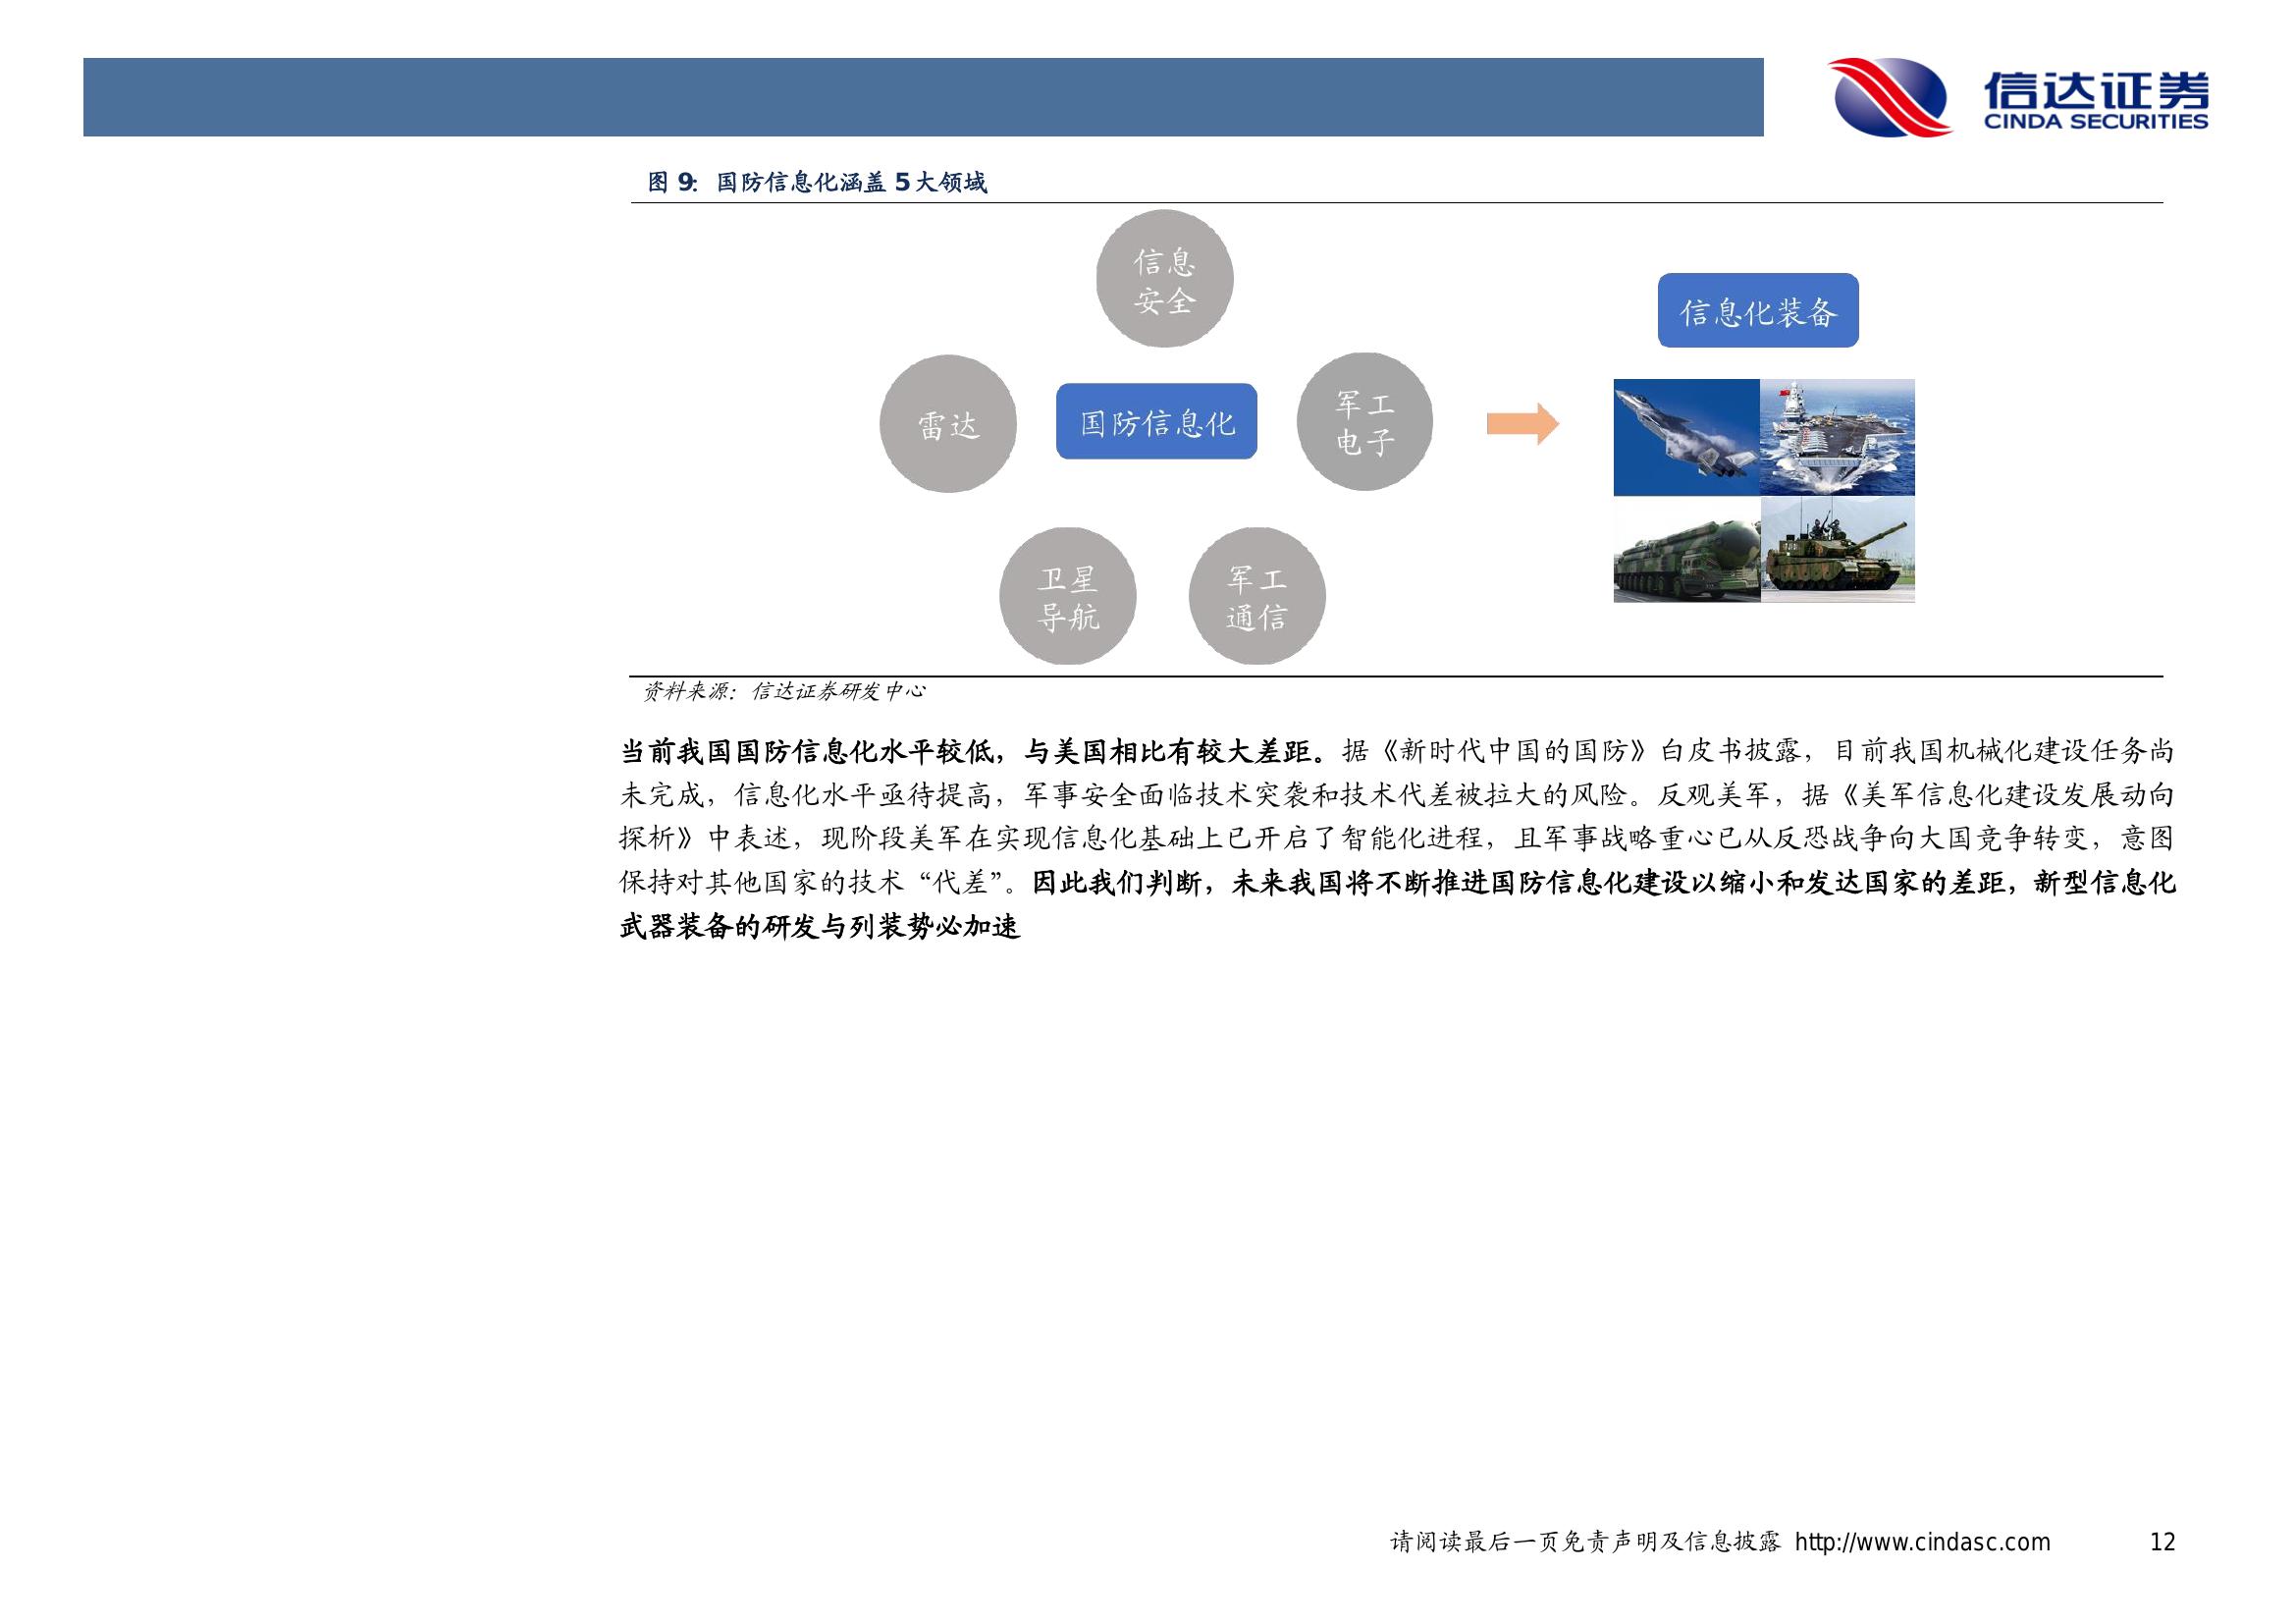 信达证券
CINDA SECURITIES
图 9: 国防信息化涵盖 5 大领域
信息
安全
信息化装备
雷达
国防信息化
军工
电子
卫星
导航
军工
通信
资料来源：信达证券研发中心
当前我国国防信息化水平较低，与美国相比有较大差距。据《新时代中国的国防》白皮书披露，目前我国机械化建设任务尚
未完成，信息化水平亟待提高，军事安全面临技术突袭和技术代差被拉大的风险。反观美军，据《美军信息化建设发展动向
探析》中表述，现阶段美军在实现信息化基础上已开启了智能化进程，且军事战略重心已从反恐战争向大国竞争转变，意图
保持对其他国家的技术“代差”。因此我们判断，未来我国将不断推进国防信息化建设以缩小和发达国家的差距，新型信息化
武器装备的研发与列装势必加速
请阅读最后一页免责声明及信息披露 http://www.cindasc.com 12